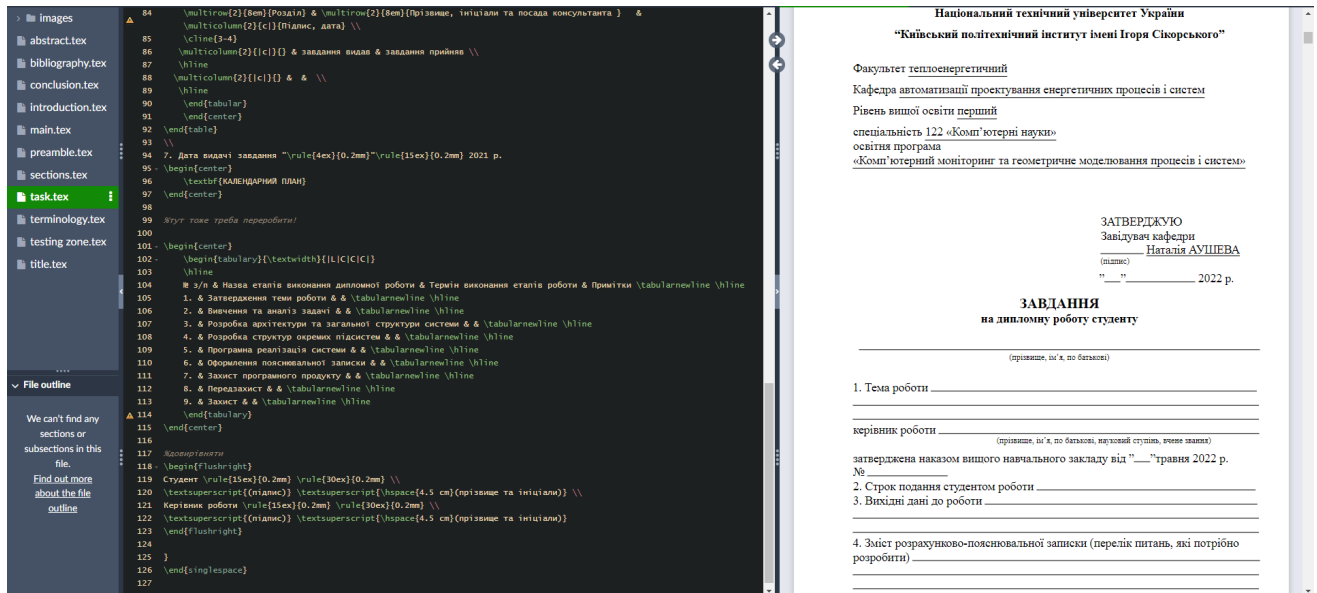 images
abstract.tex
bibliography.tex
conclusion.tex
introduction.tex
main.tex
preamble.tex
sections.tex
task.tex
terminology.tex
testing zone.tex
title.tex
File outline
We can't find any
sections or
subsections in this
file.
Find out more
about the file
outline
84 \multirow{2}{8em}{Розділ} & \multirow{2}{8em}{Прізвище, ініціали та посада консультанта } &
\multicolumn{2}{c|}{Підпис, дата} \\
85 \cline{3-4}
86 \multicolumn{2}{|c|}{} & завдання видав & завдання прийняв \\
87 \hline
88 \multicolumn{2}{|c|}{} & & \\
89 \hline
90 \end{tabular}
91 \end{center}
92 \end{table}
93 \\
94 7. Дата видачі завдання "\rule{4ex}{0.2mm}"\rule{15ex}{0.2mm} 2021 р.
95 \begin{center}
96 \textbf{КАЛЕНДАРНИЙ ПЛАН}
97 \end{center}
98
99 %тут тоже треба переробити!
100
101 \begin{center}
102 \begin{tabulary}{\textwidth}{|L|C|C|C|}
103 \hline
104 № з/п & Назва етапів виконання дипломної роботи & Термін виконання етапів роботи & Примітки \tabularnewline \hline
105 1. & Затвердження теми роботи & & \tabularnewline \hline
106 2. & Вивчення та аналіз задачі & & \tabularnewline \hline
107 3. & Розробка архітектури та загальної структури системи & & \tabularnewline \hline
108 4. & Розробка структур окремих підсистем & & \tabularnewline \hline
109 5. & Програмна реалізація системи & & \tabularnewline \hline
110 6. & Оформлення пояснювальної записки & & \tabularnewline \hline
111 7. & Захист програмного продукту & & \tabularnewline \hline
112 8. & Передзахист & & \tabularnewline \hline
113 9. & Захист & & \tabularnewline \hline
114 \end{tabulary}
115 \end{center}
116
117 %довирівняти
118 \begin{flushright}
119 Студент \rule{15ex}{0.2mm} \rule{30ex}{0.2mm} \\
120 \textsuperscript{(підпис)} \textsuperscript{\hspace{4.5 cm}(прізвище та ініціали)} \\
121 Керівник роботи \rule{15ex}{0.2mm} \rule{30ex}{0.2mm} \\
122 \textsuperscript{(підпис)} \textsuperscript{\hspace{4.5 cm}(прізвище та ініціали)}
123 \end{flushright}
124
125 }
126 \end{singlespace}
127
Національний технічний університет України
“Київський політехнічний інститут імені Ігоря Сікорського”
Факультет теплоенергетичний
Кафедра автоматизації проектування енергетичних процесів і систем
Рівень вищої освіти перший
спеціальність 122 «Комп’ютерні науки»
освітня програма
«Комп’ютерний моніторинг та геометричне моделювання процесів і систем»
ЗАТВЕРДЖУЮ
Завідувач кафедри
______ Наталія АУШЕВА
(підпис)
”__”__________ 2022 р.
ЗАВДАННЯ
на дипломну роботу студенту
(прізвище, ім’я, по батькові)
1. Тема роботи
керівник роботи
(прізвище, ім’я, по батькові, науковий ступінь, вчене звання)
затверджена наказом вищого навчального закладу від ”__”травня 2022 р.
№
2. Строк подання студентом роботи
3. Вихідні дані до роботи
4. Зміст розрахунково-пояснювальної записки (перелік питань, які потрібно
розробити)